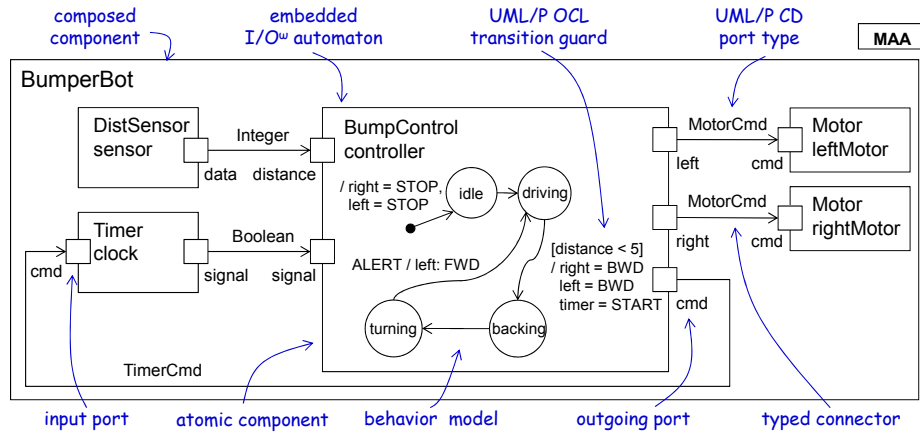 composed
component
embedded
I/Oω automaton
UML/P OCL
transition guard
UML/P CD
port type
MAA
BumperBot
DistSensor
sensor
Integer
data
distance
BumpControl
controller
/ right = STOP,
left = STOP
idle
driving
MotorCmd
left
cmd
Motor
leftMotor
Timer
clock
cmd
Boolean
signal
signal
ALERT / left: FWD
[distance < 5]
/ right = BWD
left = BWD
timer = START
MotorCmd
right
cmd
Motor
rightMotor
turning
backing
cmd
TimerCmd
input port
atomic component
behavior model
outgoing port
typed connector